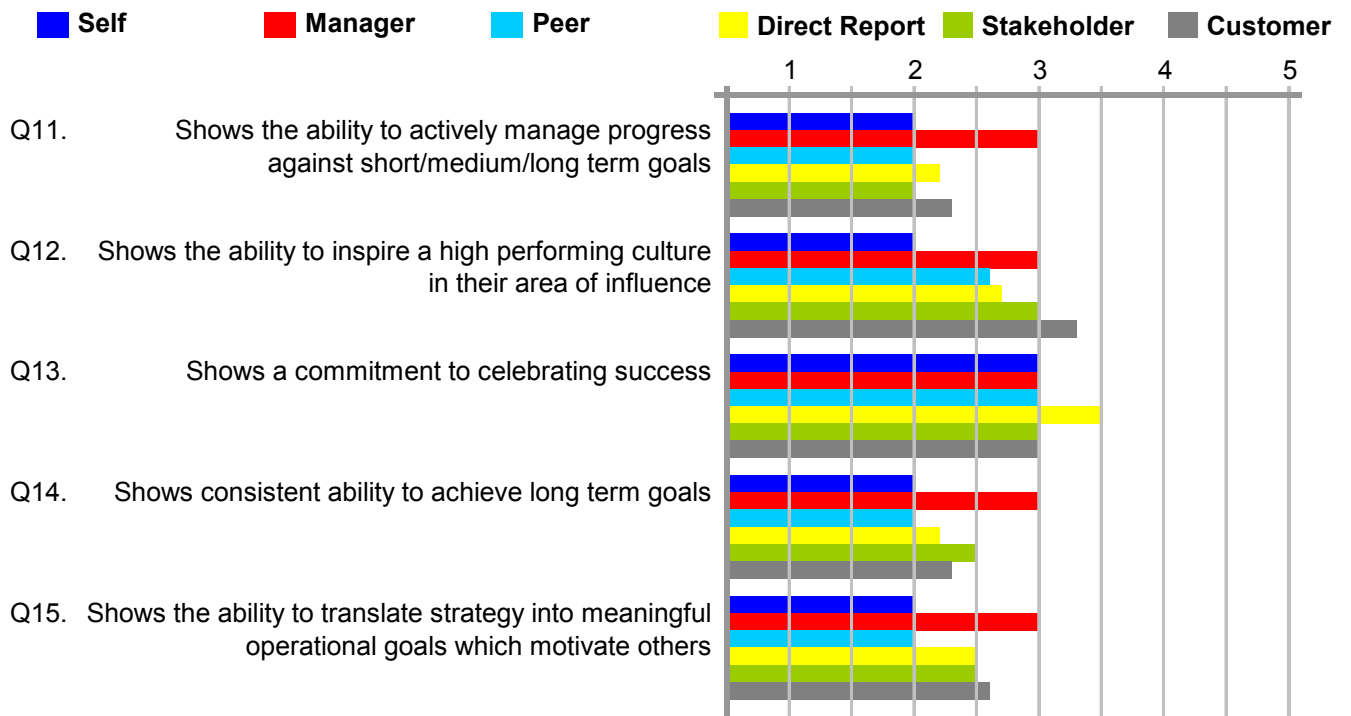 Self Manager Peer Direct Report Stakeholder Customer
1 2 3 4 5
Q11. Shows the ability to actively manage progress
against short/medium/long term goals
Q12. Shows the ability to inspire a high performing culture
in their area of influence
Q13. Shows a commitment to celebrating success
Q14. Shows consistent ability to achieve long term goals
Q15. Shows the ability to translate strategy into meaningful
operational goals which motivate others